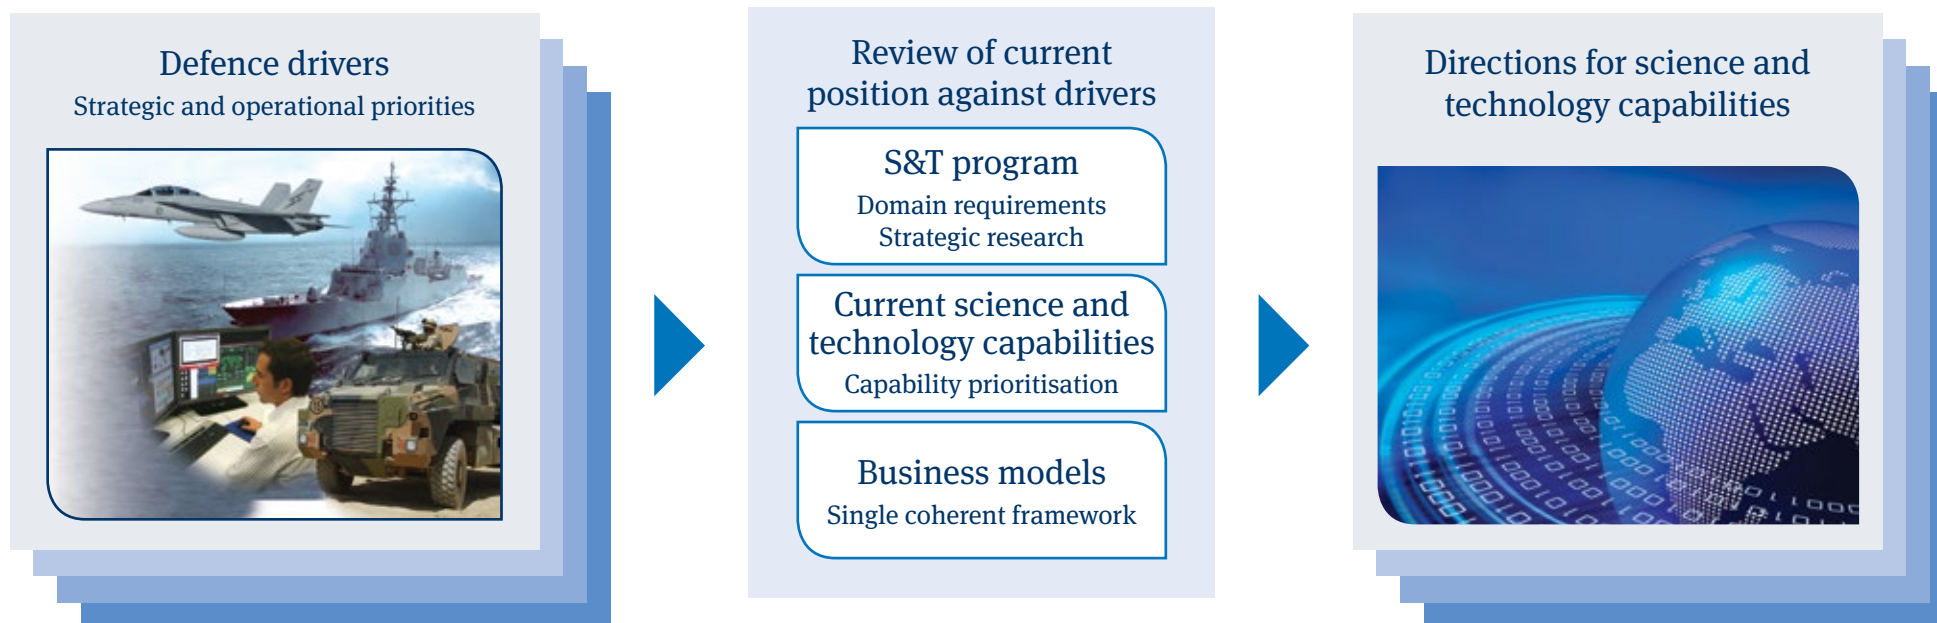 Defence drivers
Strategic and operational priorities
Review of current
position against drivers
S&T program
Domain requirements
Strategic research
Current science and
technology capabilities
Capability prioritisation
Business models
Single coherent framework
Directions for science and
technology capabilities